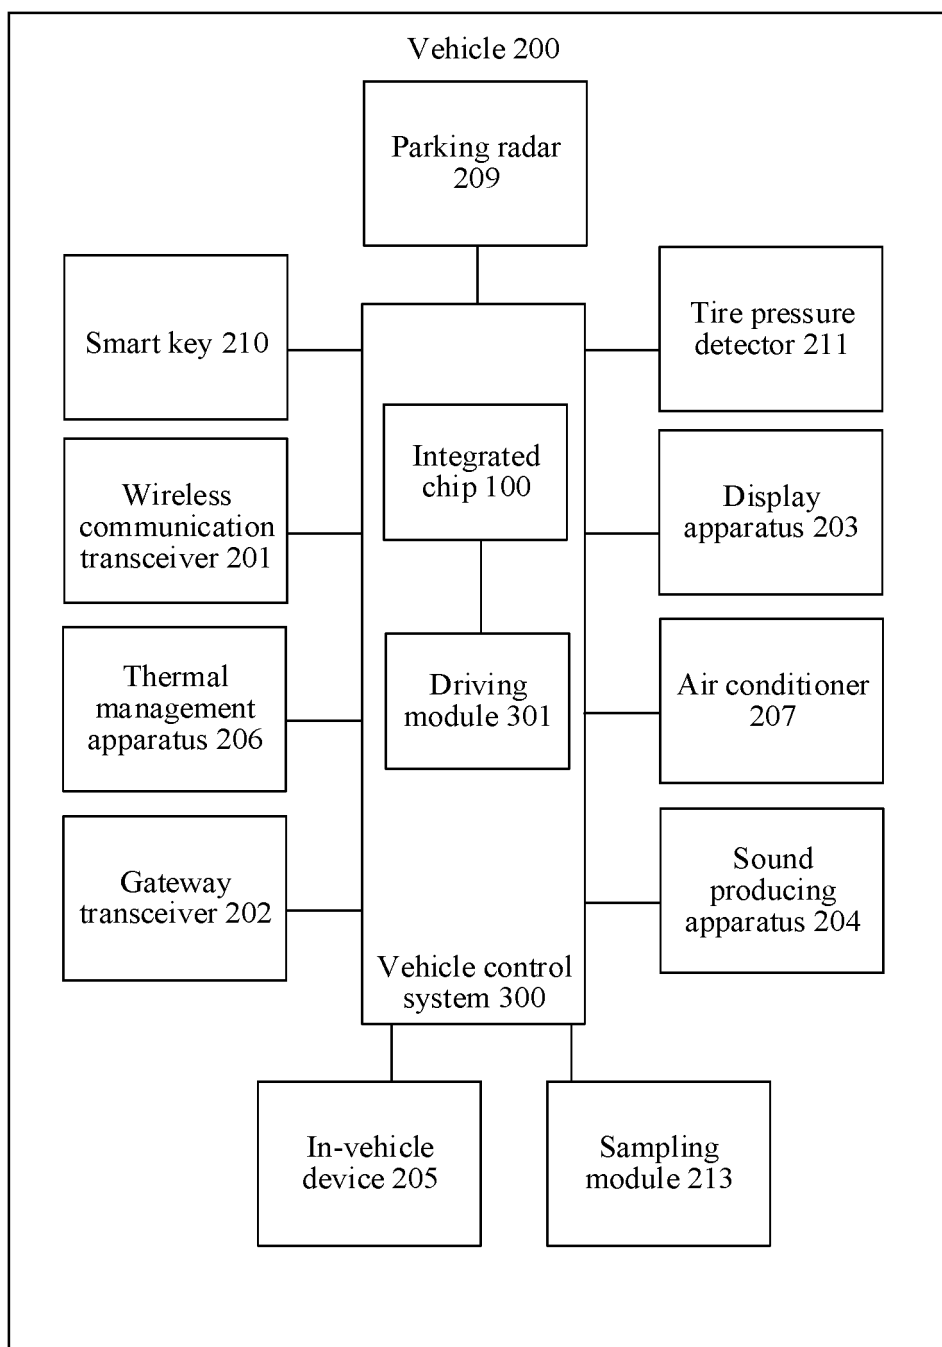 Vehicle 200
Parking radar
209
Smart key 210
Tire pressure
detector 211
Integrated
chip 100
Wireless
communication
transceiver 201
Display
apparatus 203
Thermal
management
apparatus 206
Driving
module 301
Air conditioner
207
Gateway
transceiver 202
Sound
producing
apparatus 204
Vehicle control
system 300
In-vehicle
device 205
Sampling
module 213